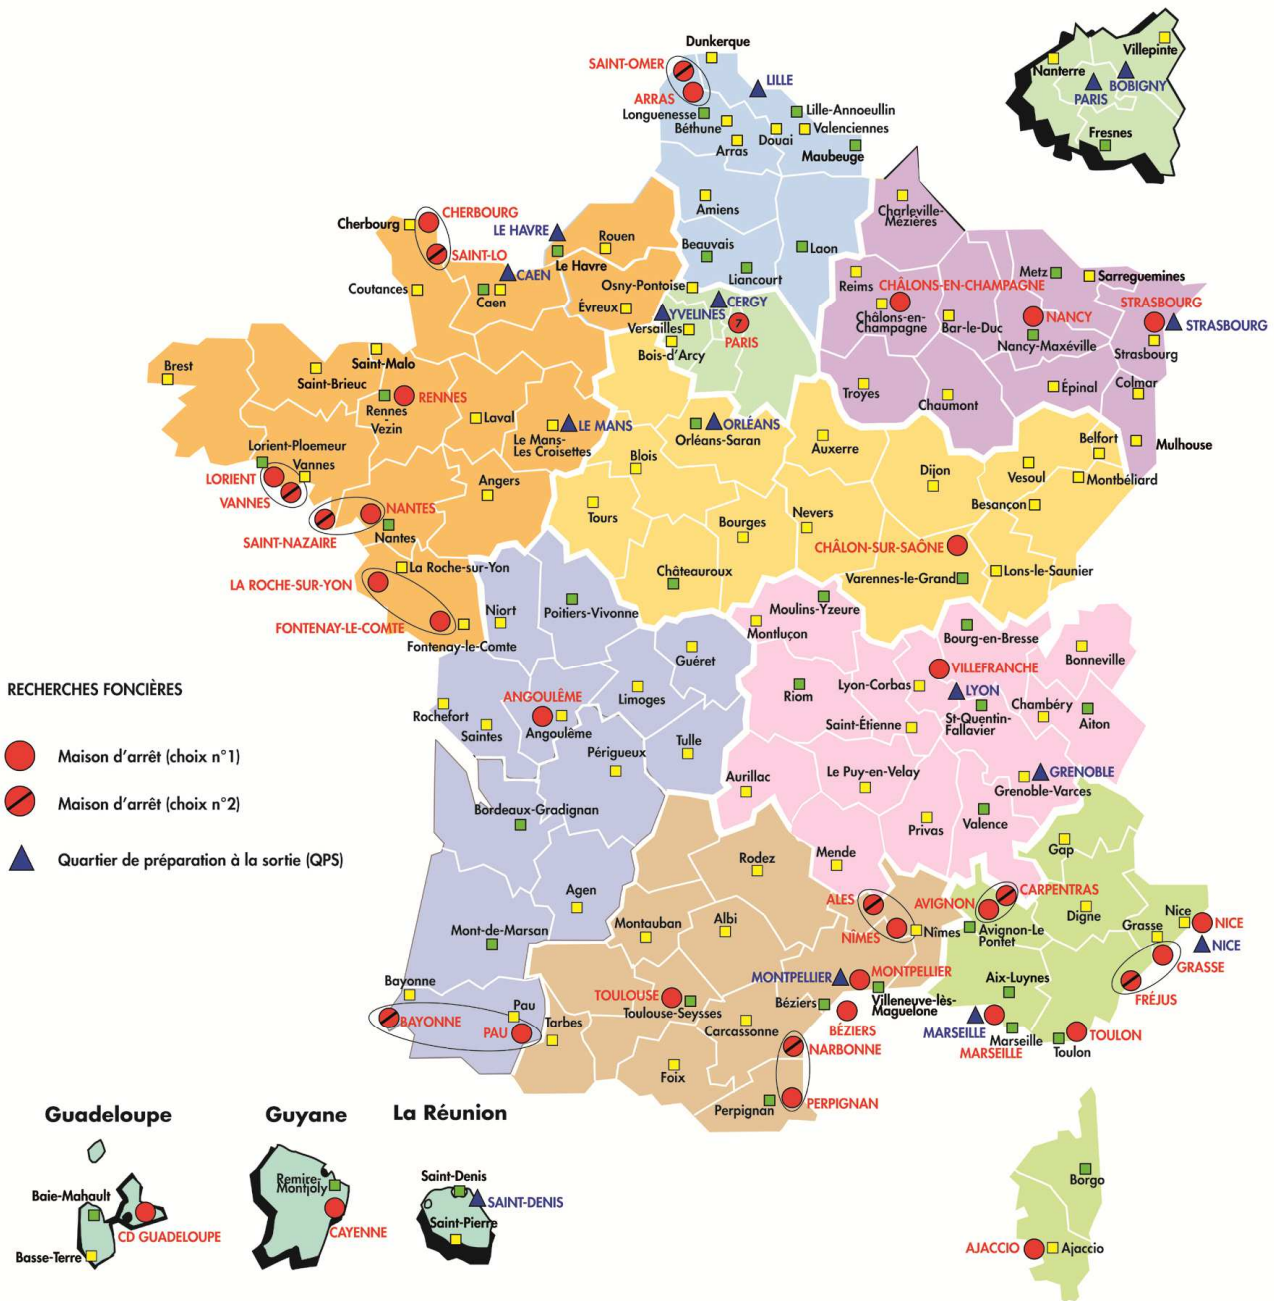 Dunkerque
SAINT-OMER
LILLE
ARRAS
Longuenesse
Lille-Annoeullin
Béthune
Valenciennes
Douai
Arras
Maubeuge
Villepinte
Nanterre
BOBIGNY
PARIS
Fresnes
Amiens
Charleville-
Mézières
CHERBOURG
Cherbourg
LE HAVRE
Rouen
Beauvais
Laon
SAINT-LO
Le Havre
CAEN
Liancourt
Metz
Sarreguemines
Coutances
Caen
Osny-Pontoise
Reims
CHÂLONS-EN-CHAMPAGNE
CERGY
STRASBOURG
Évreux
YVELINES
Châlons-en-
Champagne
NANCY
STRASBOURG
Versailles
7
PARIS
Bar-le-Duc
Nancy-Maxéville
Strasbourg
Bois-d'Arcy
Brest
Saint-Malo
Saint-Brieuc
Troyes
Chaumont
Épinal
Colmar
RENNES
Rennes
-
Vezin
Laval
LE MANS
Le Mans-
Les Croisettes
ORLÉANS
Orléans-Saran
Auxerre
Belfort
Mulhouse
Lorient-Ploemeur
Vannes
LORIENT
VANNES
Angers
Blois
Dijon
Vesoul
Montbéliard
Besançon
NANTES
SAINT-NAZAIRE
Nantes
Tours
Bourges
Nevers
CHÂLON-SUR-SAÔNE
La Roche-sur-Yon
LA ROCHE-SUR-YON
Châteauroux
Varennes-le-Grand
Lons-le-Saunier
Niort
Poitiers-Vivonne
Moulins-Yzeure
FONTENAY-LE-COMTE
Fontenay-le-Comte
Montluçon
Bourg-en-Bresse
Guéret
Bonneville
VILLEFRANCHE
RECHERCHES FONCIÈRES
ANGOULÊME
Limoges
Riom
Lyon-Corbas
LYON
Chambéry
Rochefort
Saintes
Angoulême
Saint-Étienne
St-Quentin-
Fallavier
Aiton
Maison d'arrêt (choix n°1)
Périgueux
Tulle
Aurillac
Le Puy-en-Velay
GRENOBLE
Grenoble-Varces
Maison d'arrêt (choix n°2)
Bordeaux-Gradignan
Privas
Valence
Quartier de préparation à la sortie (QPS)
Rodez
Mende
Gap
Agen
ALES
AVIGNON
CARPENTRAS
Montauban
Albi
Digne
Nice
NICE
Mont-de-Marsan
NÎMES
Nîmes
Avignon-Le
Pontet
Grasse
NICE
GRASSE
Bayonne
MONTPELLIER
MONTPELLIER
Aix-Luynes
FRÉJUS
TOULOUSE
Toulouse-Seysses
Béziers
Villeneuve-lès-
Maguelone
Pau
BAYONNE
PAU
Tarbes
Carcassonne
BÉZIERS
MARSEILLE
Marseille
MARSEILLE
TOULON
Toulon
NARBONNE
Foix
Perpignan
PERPIGNAN
Guadeloupe
Guyane
La Réunion
Baie-Mahault
CD GUADELOUPE
Basse-Terre
Remire-
Montjoly
CAYENNE
Saint-Denis
SAINT-DENIS
Saint-Pierre
Borgo
AJACCIO
Ajaccio